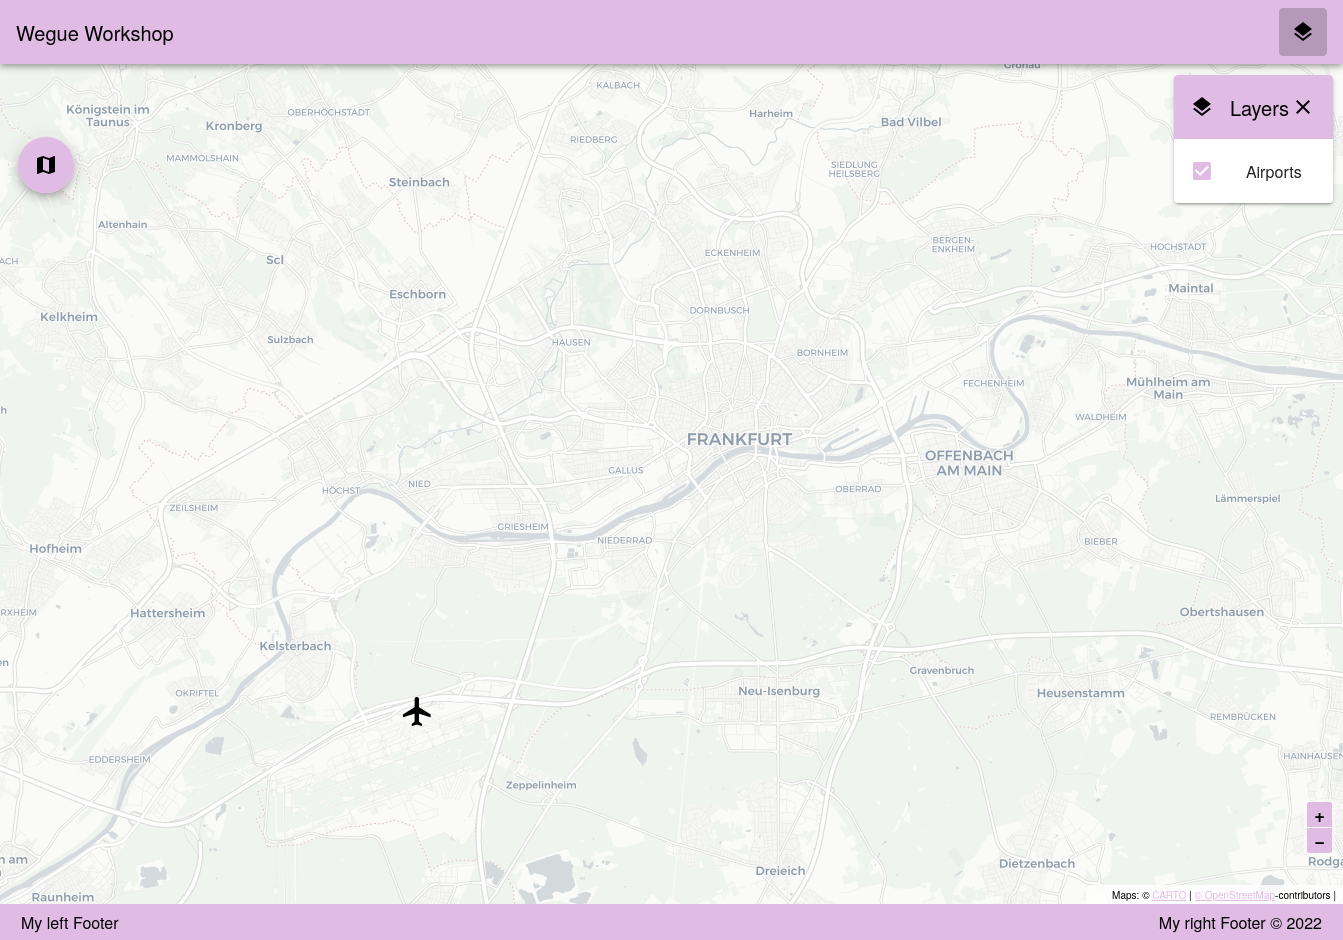 Wegue Workshop
Gronau
KALBACH
Layers
Königstein im
Taunus
OBERHÖCHSTADT
Harheim
Kronberg
Bad Vilbel
RIEDBERG
MAMMOLSHAIN
SIEDLUNG
HEILSBERG
Airports
Steinbach
Altenhain
BERGEN-
ENKHEIM
HOCHSTADT
ECKENHEIM
ACH
Scl
Maintal
Eschborn
DORNBUSCH
Kelkheim
Sulzbach
HAUSEN
BORNHEIM
FECHENHEIM
Mühlheim am
Main
h
WALDHEIM
FRANKFURT
OFFENBACH
AM MAIN
GALLUS
NIED
HÖCHST
OBERRAD
Lämmerspiel
ZEILSHEIM
GRIESHEIM
NIEDERRAD
BIEBER
Hofheim
RXHEIM
Hattersheim
Obertshausen
Kelsterbach
en
Gravenbruch
OKRIFTEL
Neu-Isenburg
Heusenstamm
REMBRÜCKEN
EDDERSHEIM
HAINHAUSEN
Zeppelinheim
+
−
n am
Dietzenbach
Rodga
Dreieich
Raunheim
Maps: © CARTO | © OpenStreetMap-contributors |
My left Footer
My right Footer © 2022